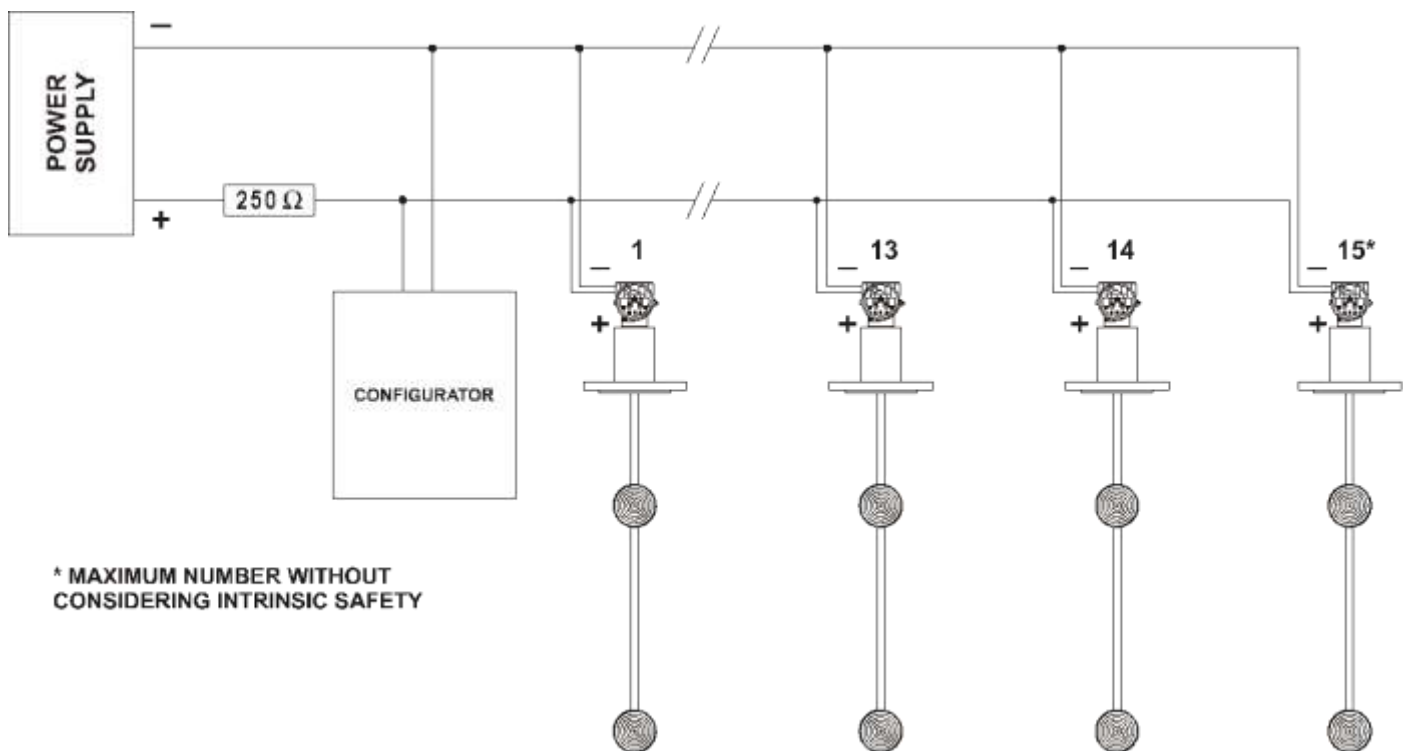 POWER
SUPPLY
−
+
250 Ω
1
13
14
15*
−
−
−
−
+
+
+
+
CONFIGURATOR
* MAXIMUM NUMBER WITHOUT
CONSIDERING INTRINSIC SAFETY